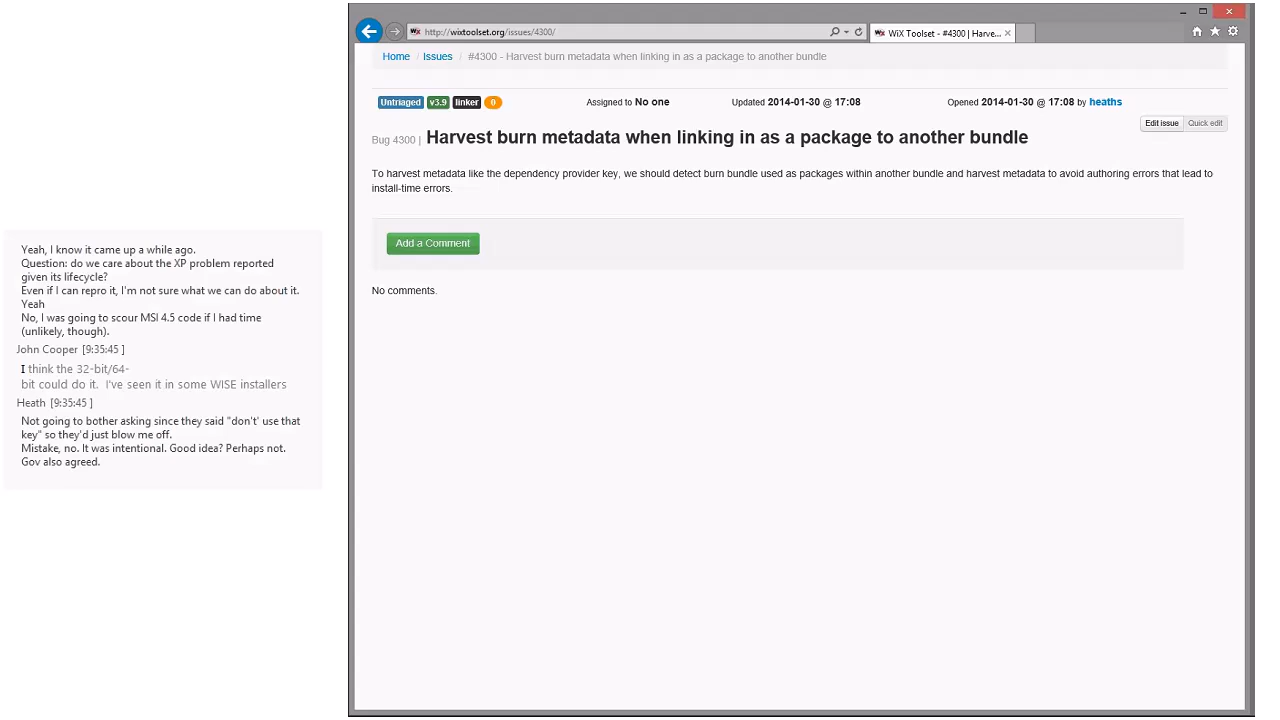 Yeah, I know it came up a while ago.
Question: do we care about the XP problem reported
given its lifecycle?
Even if I can repro it, I'm not sure what we can do about it.
Yeah
No, I was going to scour MSI 4.5 code if I had time
(unlikely, though).
John Cooper [9:35:45 ]
I think the 32-bit/64-
bit could do it.  I've seen it in some WISE installers
Heath [9:35:45 ]
Not going to bother asking since they said "don't' use that
key" so they'd just blow me off.
Mistake, no. It was intentional. Good idea? Perhaps not.
Gov also agreed.
http://wixtoolset.org/issues/4300/
WiX Toolset - #4300 | Harve...
Home / Issues / #4300 - Harvest burn metadata when linking in as a package to another bundle
Untriaged v3.9 linker 0 Assigned to No one Updated 2014-01-30 @ 17:08 Opened 2014-01-30 @ 17:08 by heaths
Edit issue Quick edit
Bug 4300 | Harvest burn metadata when linking in as a package to another bundle
To harvest metadata like the dependency provider key, we should detect burn bundle used as packages within another bundle and harvest metadata to avoid authoring errors that lead to
install-time errors.
Add a Comment
No comments.